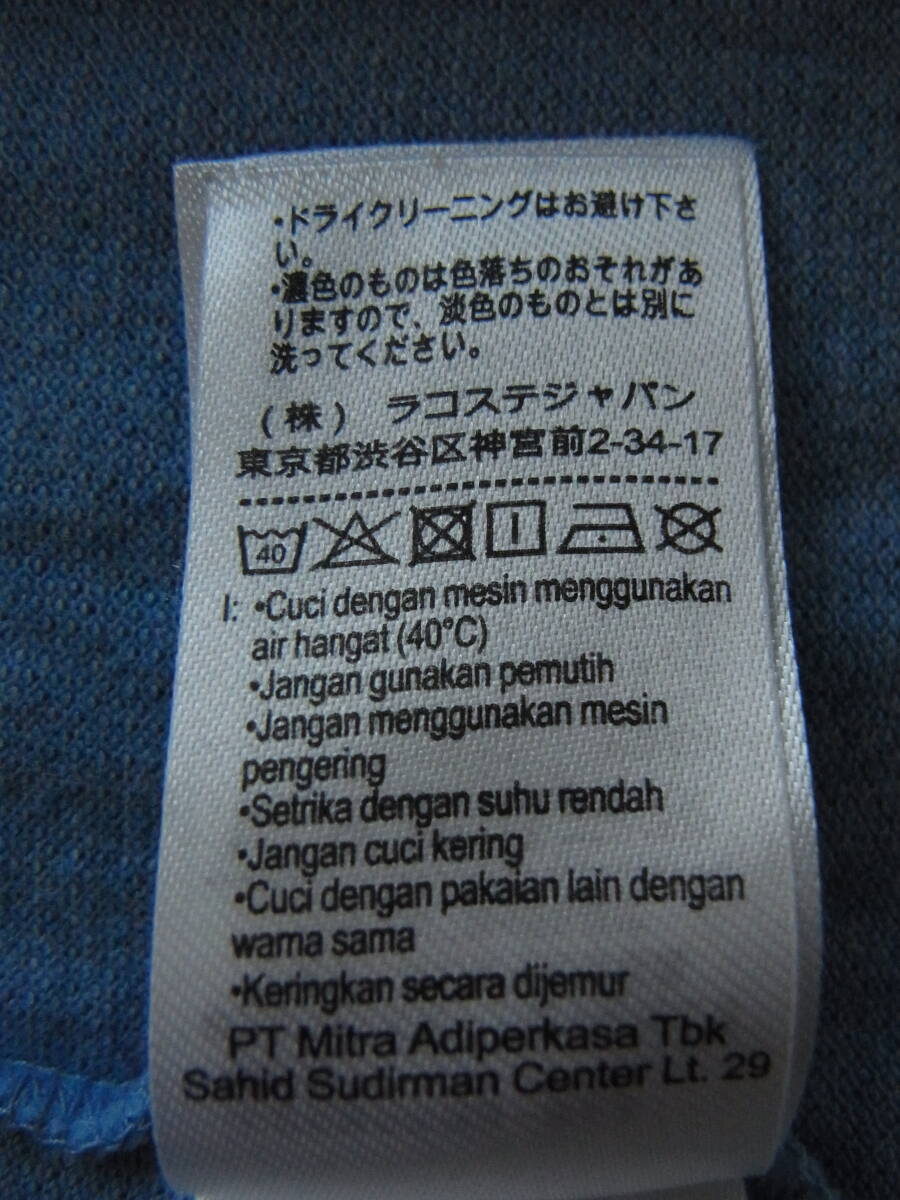 ・ドライクリーニングはお避け下さ
い。
・濃色のものは色落ちのおそれがあ
りますので、淡色のものとは別に
洗ってください。
(株) ラコステジャパン
東京都渋谷区神宮前2-34-17
40
I: •Cuci dengan mesin menggunakan
air hangat (40°C)
•Jangan gunakan pemutih
•Jangan menggunakan mesin
pengering
•Setrika dengan suhu rendah
•Jangan cuci kering
•Cuci dengan pakaian lain dengan
warna sama
•Keringkan secara dijemur
PT Mitra Adiperkasa Tbk
Sahid Sudirman Center Lt. 29